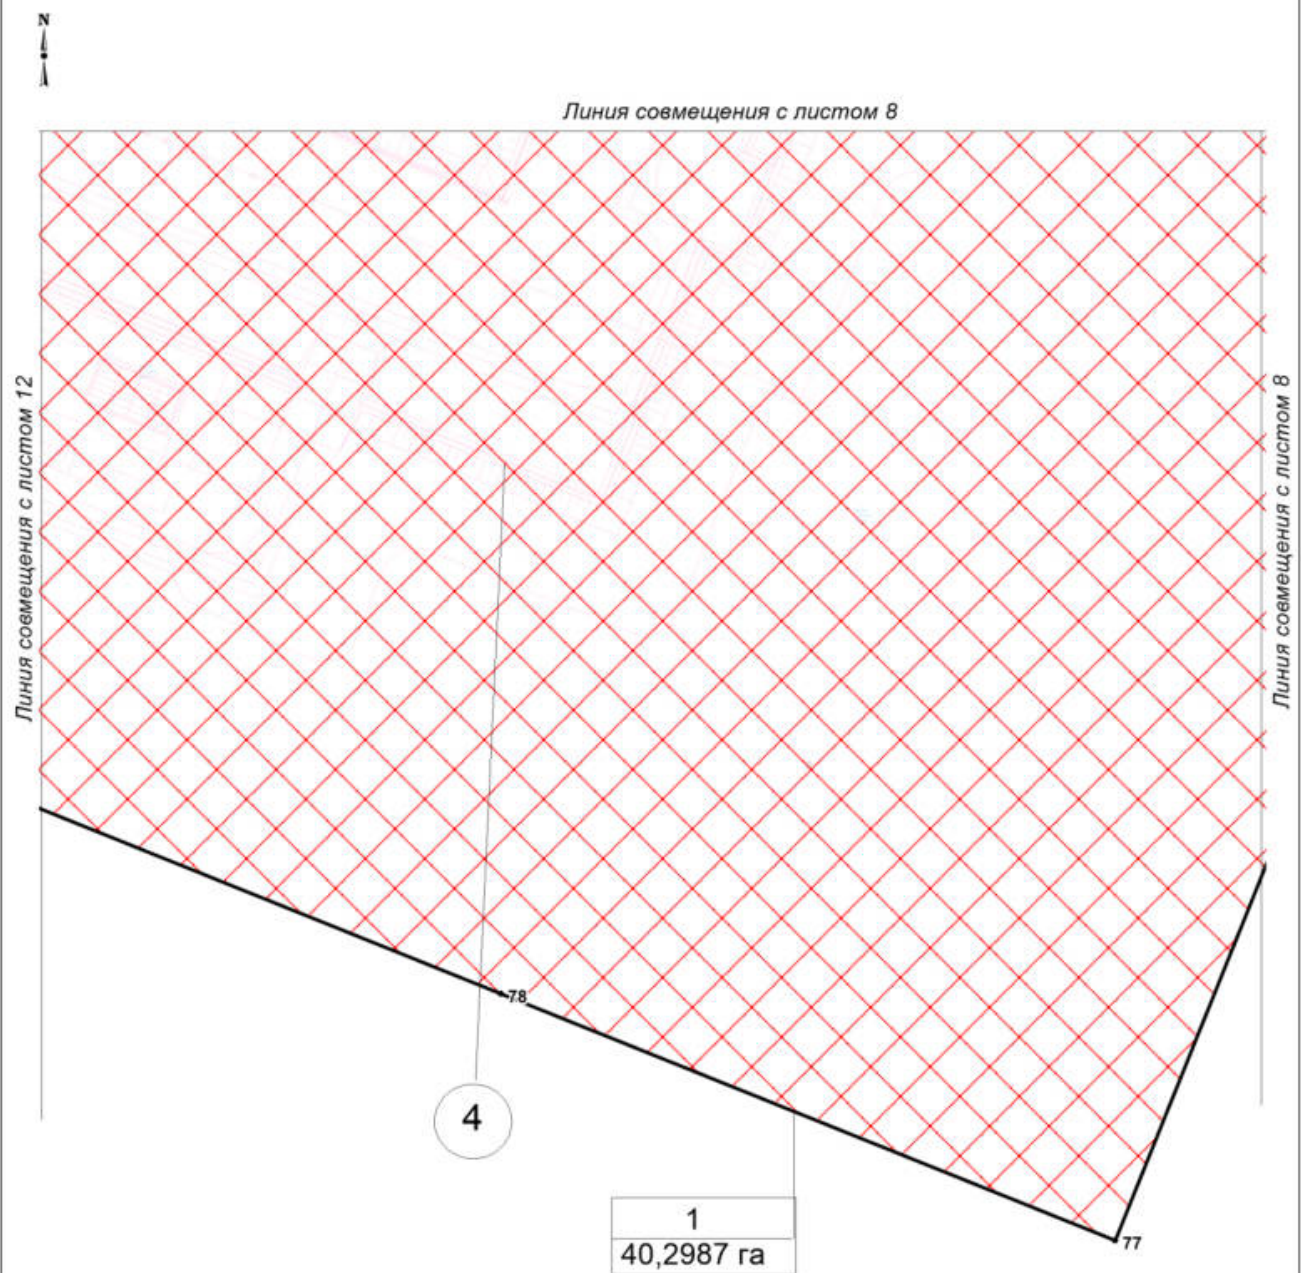 N
Линия совмещения с листом 8
Линия совмещения с листом 12
Линия совмещения с листом 8
78
4
1
40,2987 га
77